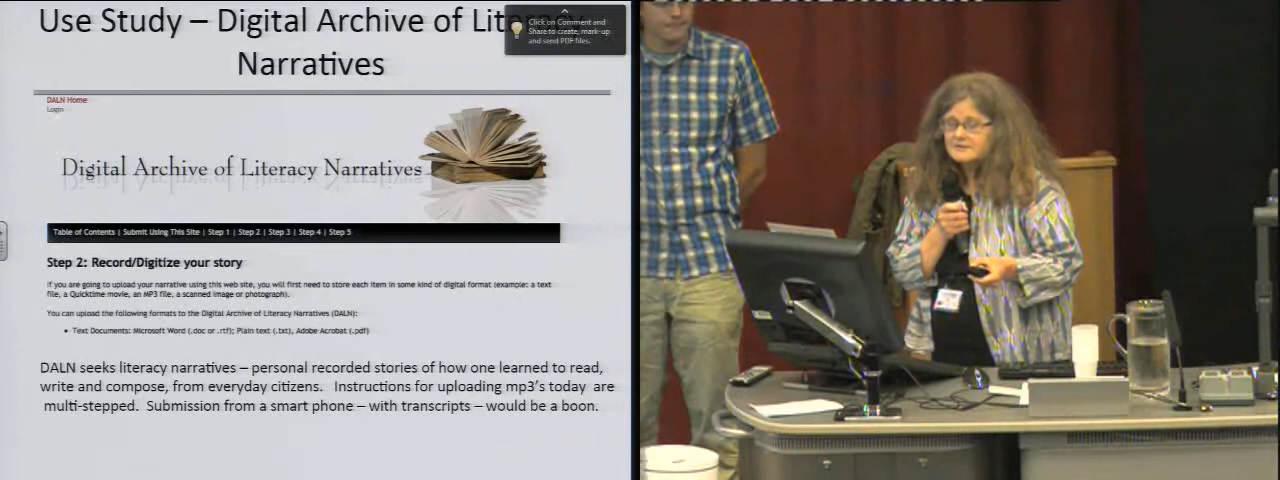 Use Study – Digital Archive of Lit
Narratives
Click on Comment and
Share to create, mark-up
and send PDF files.
DALN Home
Login
Digital Archive of Literacy Narratives
Table of Contents | Submit Using This Site | Step 1 | Step 2 | Step 3 | Step 4 | Step 5
Step 2: Record/Digitize your story
If you are going to upload your narrative using this web site, you will first need to store each item in some kind of digital format (example: a text
file, a Quicktime movie, an MP3 file, a scanned image or photograph).
You can upload the following formats to the Digital Archive of Literacy Narratives (DALN):
• Text Documents: Microsoft Word (.doc or .rtf); Plain text (.txt), Adobe Acrobat (.pdf)
DALN seeks literacy narratives – personal recorded stories of how one learned to read,
write and compose, from everyday citizens. Instructions for uploading mp3's today are
multi-stepped. Submission from a smart phone – with transcripts – would be a boon.